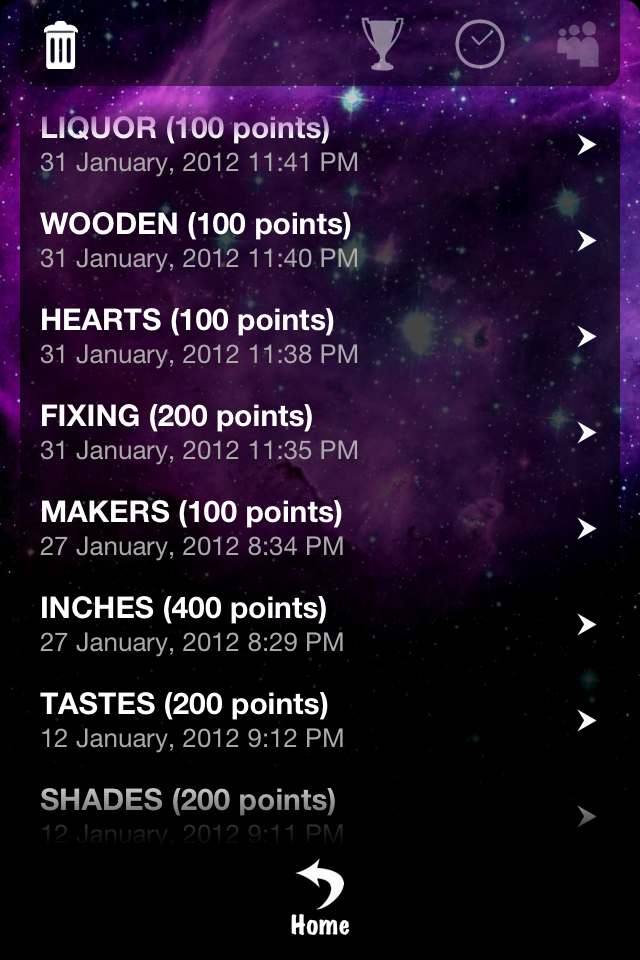 LIQUOR (100 points)
31 January, 2012 11:41 PM
WOODEN (100 points)
31 January, 2012 11:40 PM
HEARTS (100 points)
31 January, 2012 11:38 PM
FIXING (200 points)
31 January, 2012 11:35 PM
MAKERS (100 points)
27 January, 2012 8:34 PM
INCHES (400 points)
27 January, 2012 8:29 PM
TASTES (200 points)
12 January, 2012 9:12 PM
SHADES (200 points)
12 January, 2012 9:11 PM
Home